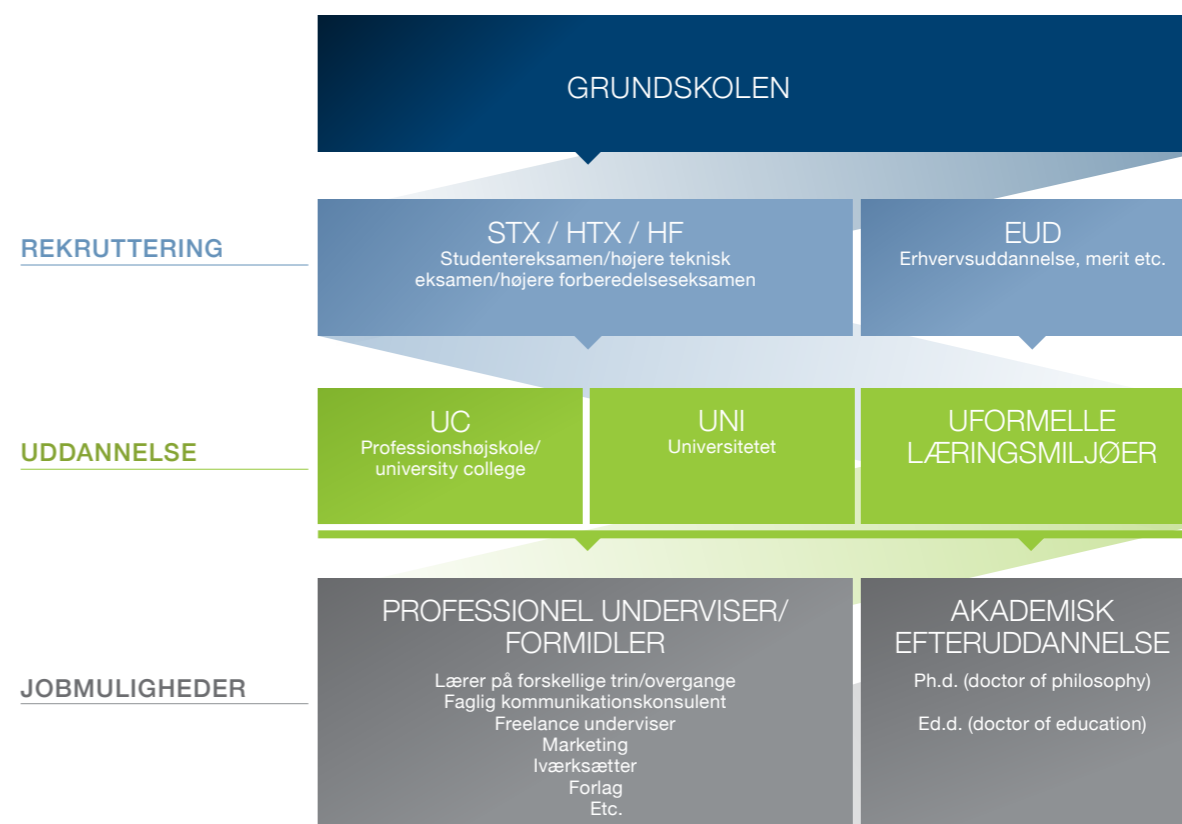 GRUNDSKOLEN
REKRUTTERING
STX / HTX / HF
Studentereksamen/højere teknisk
eksamen/højere forberedelseseksamen
EUD
Erhvervsuddannelse, merit etc.
UDDANNELSE
UC
Professionshøjskole/
university college
UNI
Universitetet
UFORMELLE
LÆRINGSMILJØER
JOBMULIGHEDER
PROFESSIONEL UNDERVISER/
FORMIDLER
Lærer på forskellige trin/overgange
Faglig kommunikationskonsulent
Freelance underviser
Marketing
Iværksætter
Forlag
Etc.
AKADEMISK
EFTERUDDANNELSE
Ph.d. (doctor of philosophy)
Ed.d. (doctor of education)